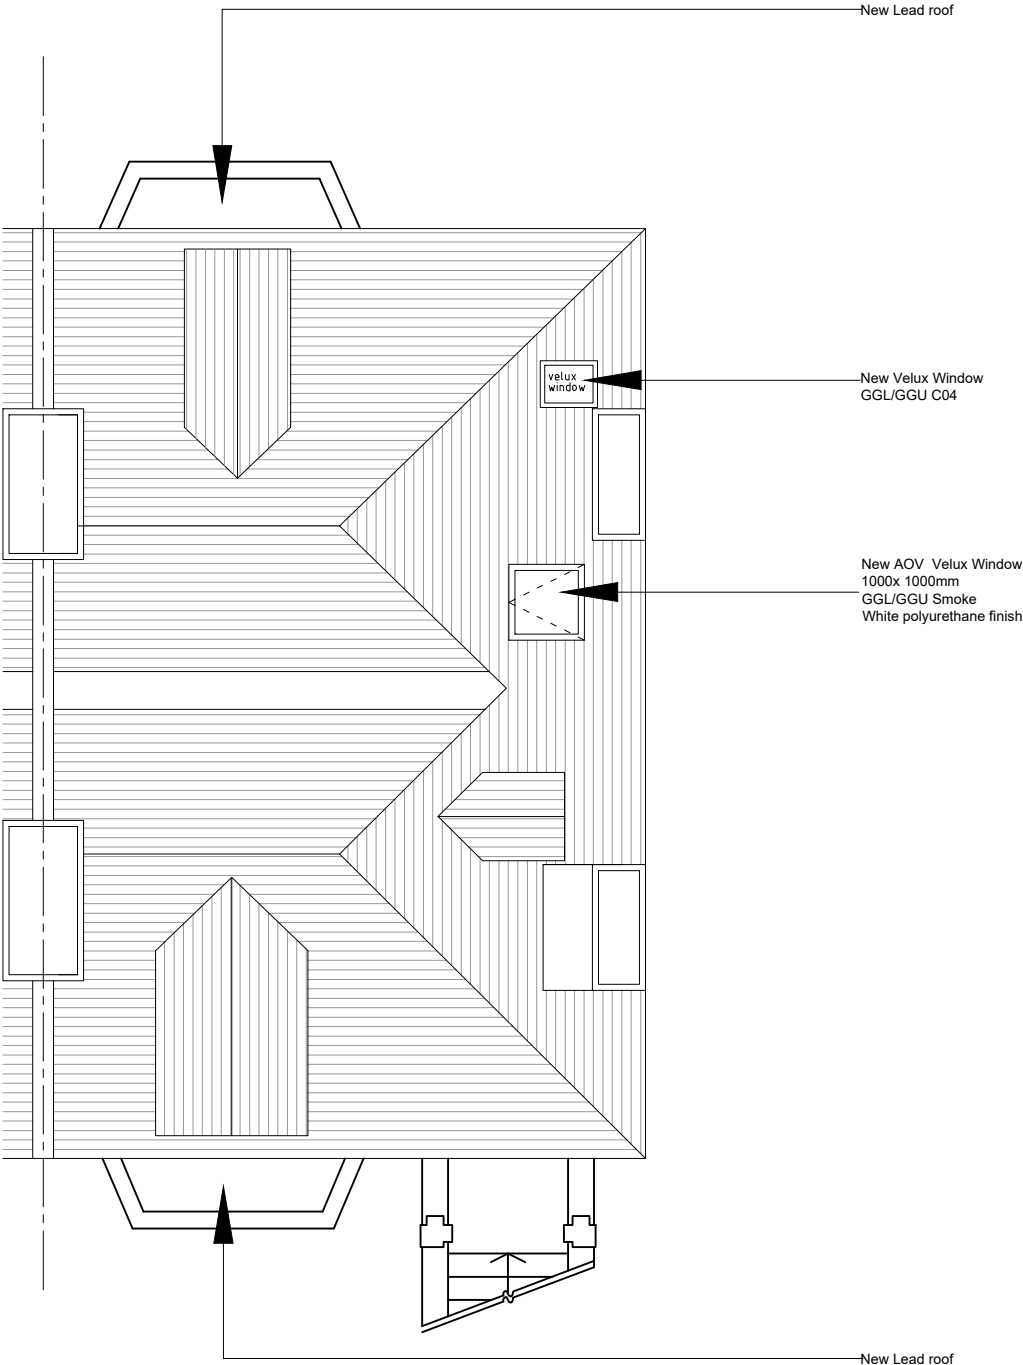 New Lead roof
velux
window
New Velux Window
GGL/GGU C04
New AOV  Velux Window
1000x 1000mm
GGL/GGU Smoke
White polyurethane finish
New Lead roof